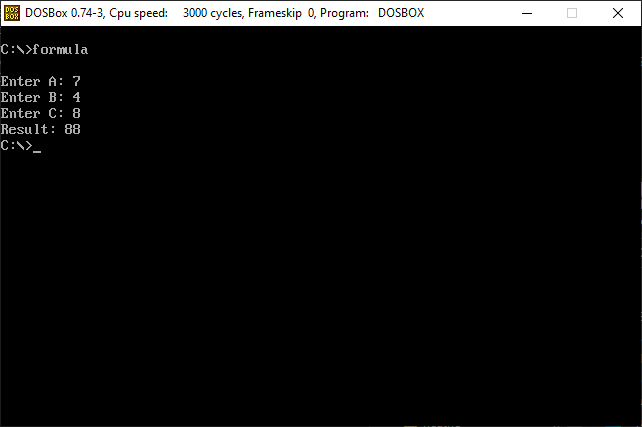 DOS
BOX
DOSBox 0.74-3, Cpu speed: 3000 cycles, Frameskip 0, Program: DOSBOX
C:\>formula
Enter A: 7
Enter B: 4
Enter C: 8
Result: 88
C:\>_